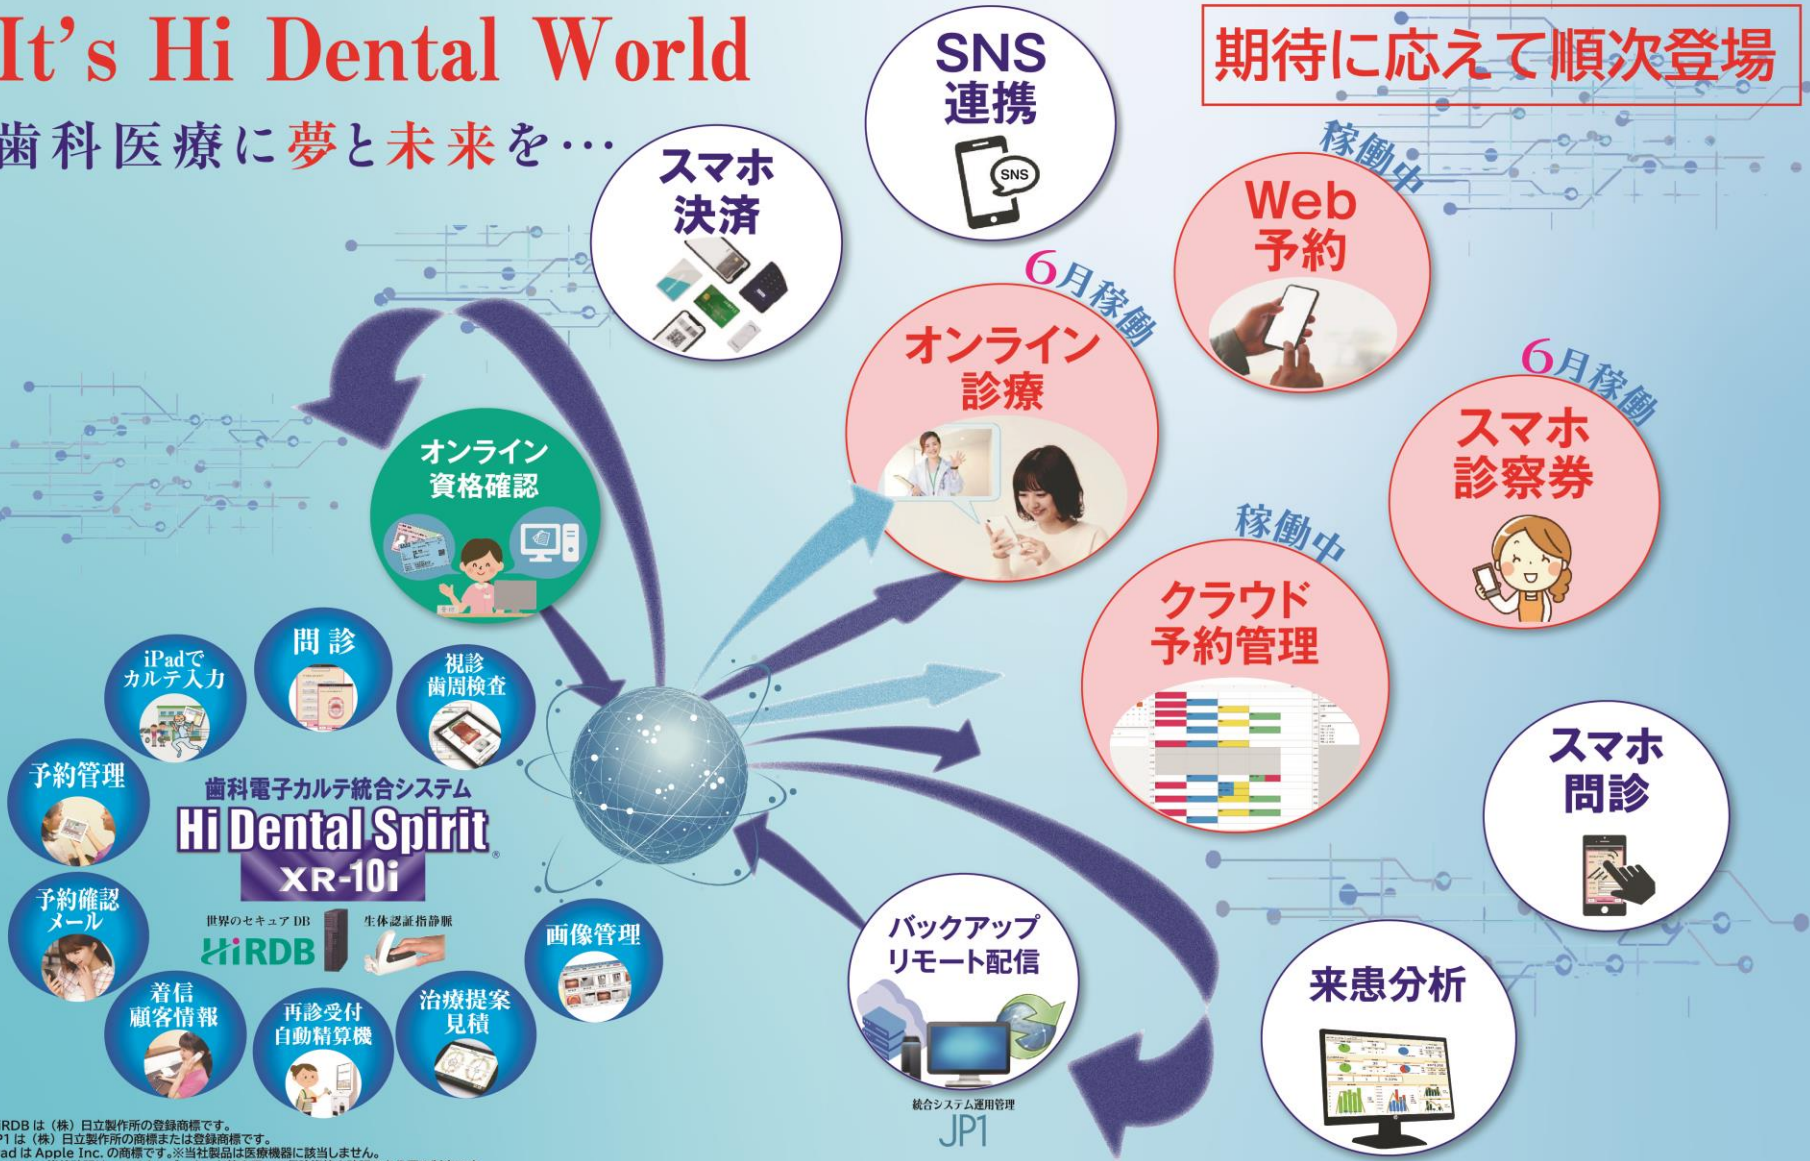 It's Hi Dental World
歯科医療に夢と未来を…
期待に応えて順次登場
SNS
連携
SNS
スマホ
決済
稼働中
Web
予約
6月稼働
オンライン
診療
6月稼働
スマホ
診察券
オンライン
資格確認
稼働中
クラウド
予約管理
問診
iPadで
カルテ入力
視診
歯周検査
予約管理
歯科電子カルテ統合システム
Hi Dental Spirit®
XR-10i
世界のセキュア DB
HiRDB
生体認証指静脈
予約確認
メール
着信
顧客情報
再診受付
自動精算機
治療提案
見積
画像管理
スマホ
問診
バックアップ
リモート配信
統合システム運用管理
JP1
来患分析
iRDB は（株）日立製作所の登録商標です。
P1 は（株）日立製作所の商標または登録商標です。
ad は Apple Inc. の商標です。※当社製品は医療機器に該当しません。